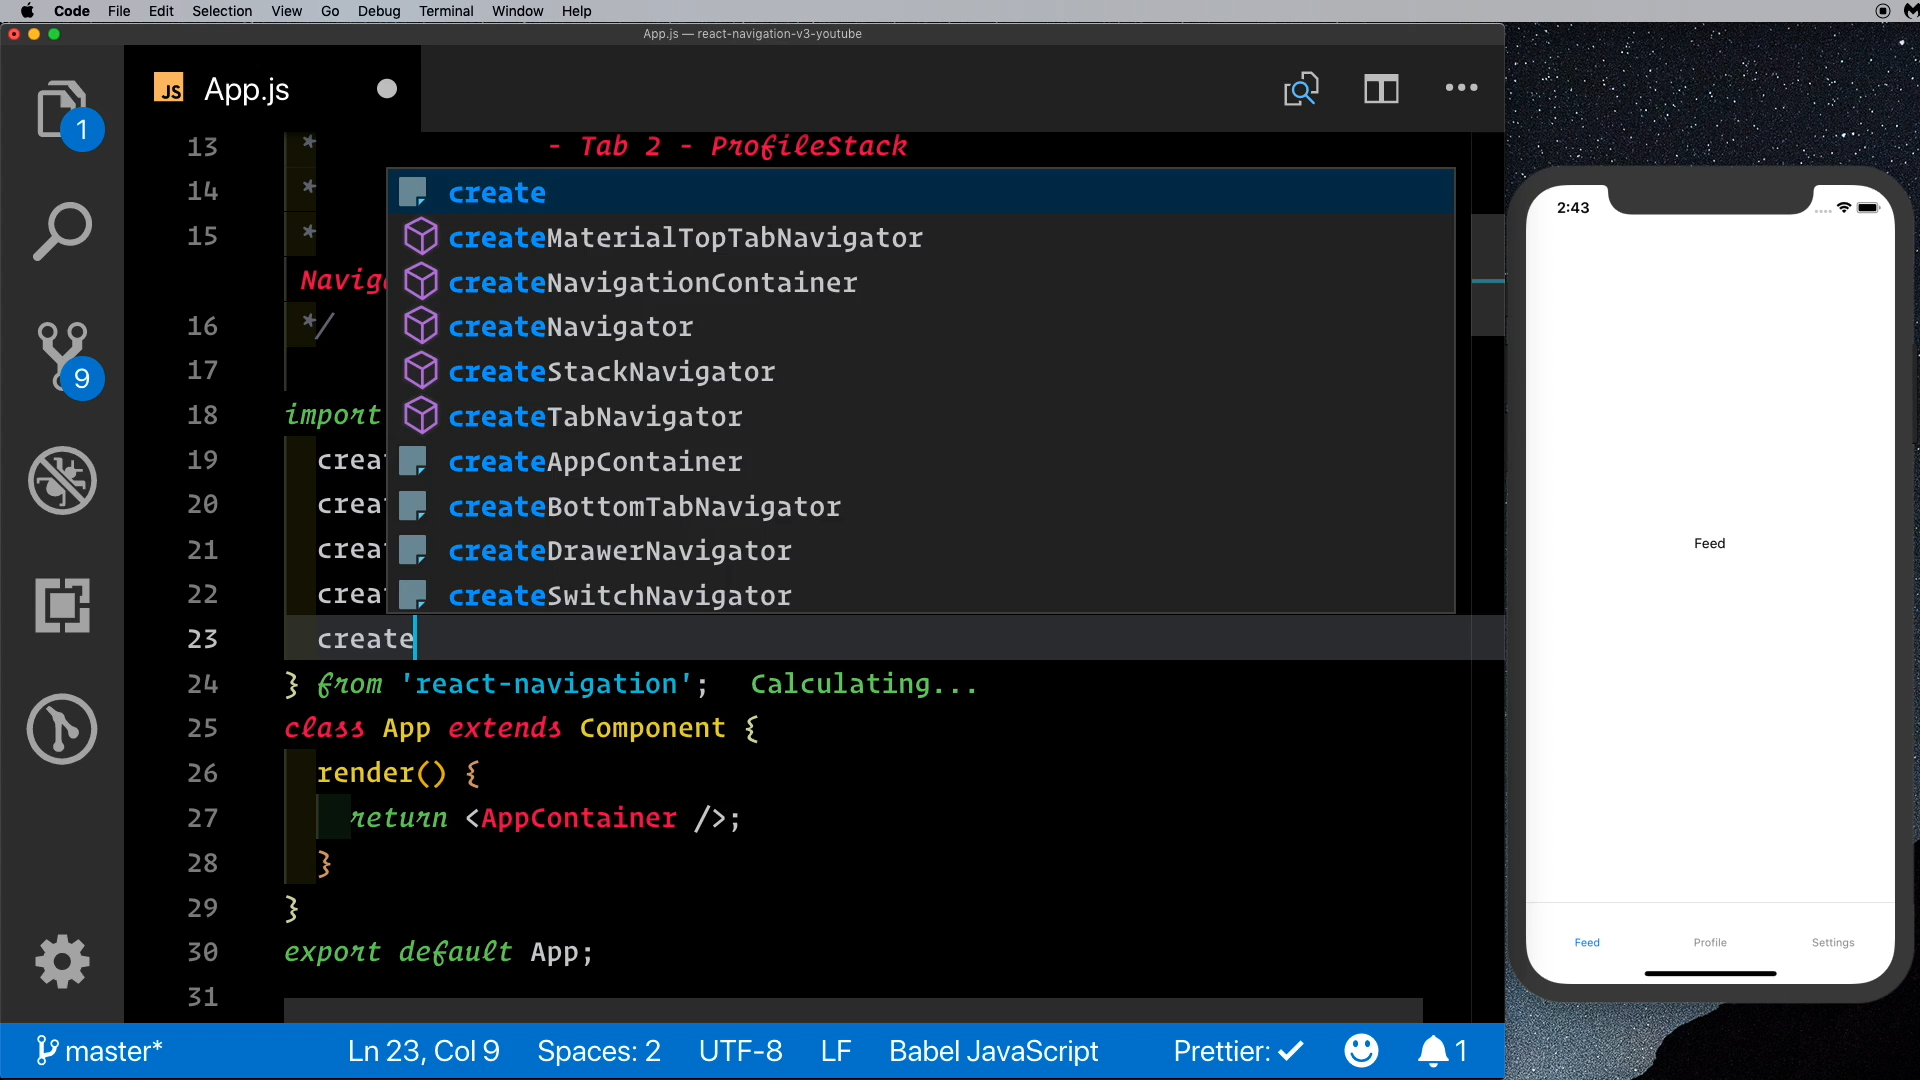 Code File Edit Selection View Go Debug Terminal Window Help
App.js — react-navigation-v3-youtube
JS App.js
1
9
13 * - Tab 2 - ProfileStack
14 *
15 *
Navig
16 */
17
18 import
19 crea
20 crea
21 crea
22 crea
create
createMaterialTopTabNavigator
createNavigationContainer
createNavigator
createStackNavigator
createTabNavigator
createAppContainer
createBottomTabNavigator
createDrawerNavigator
createSwitchNavigator
23 create
24 } from 'react-navigation'; Calculating...
25 class App extends Component {
26 render() {
27 return <AppContainer />;
28 }
29 }
30 export default App;
31
master* Ln 23, Col 9 Spaces: 2 UTF-8 LF Babel JavaScript Prettier: ✓ 1
2:43
Feed
Feed Profile Settings